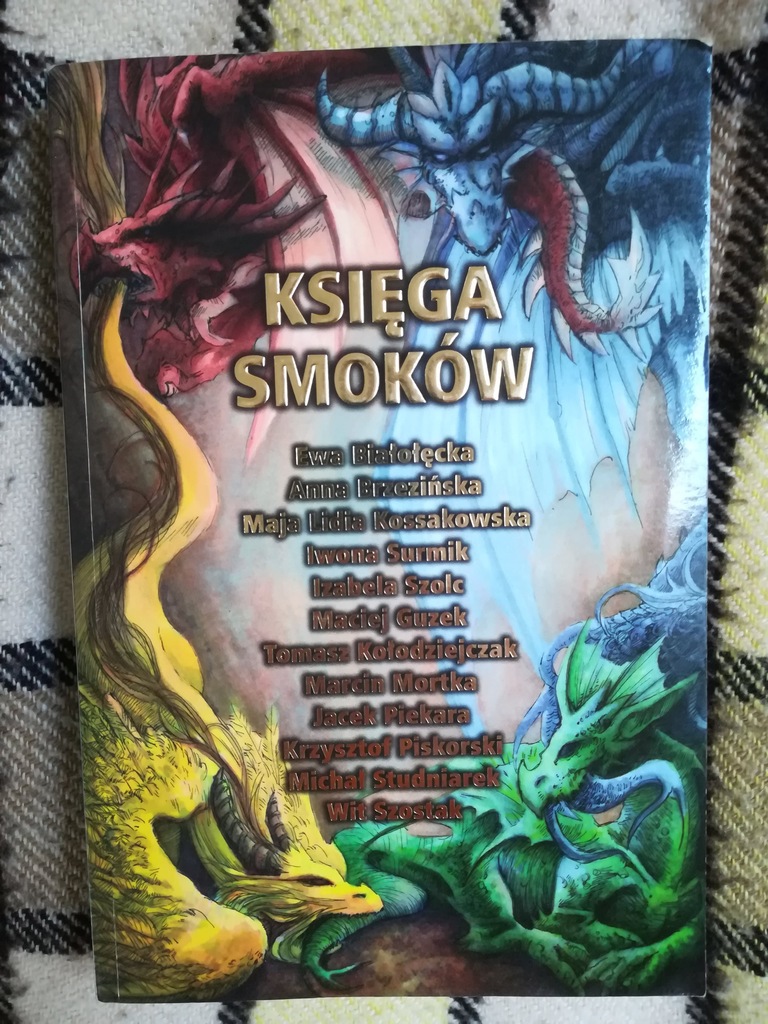 KSIĘGA
SMOKÓW
Ewa Białołęcka
Anna Brzezińska
Maja Lidia Kossakowska
Iwona Surmik
Izabela Szolc
Maciej Guzek
Tomasz Kołodziejczak
Marcin Mortka
Jacek Piekara
Krzysztof Piskorski
Michał Studniarek
Wit Szostak